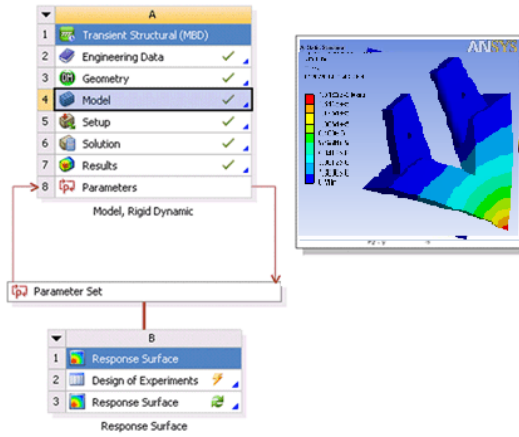 A
1 Transient Structural (MBD)
2 Engineering Data
3 Geometry
4 Model
5 Setup
6 Solution
7 Results
8 Parameters
Model, Rigid Dynamic
Parameter Set
B
1 Response Surface
2 Design of Experiments
3 Response Surface
Response Surface
ANSYS